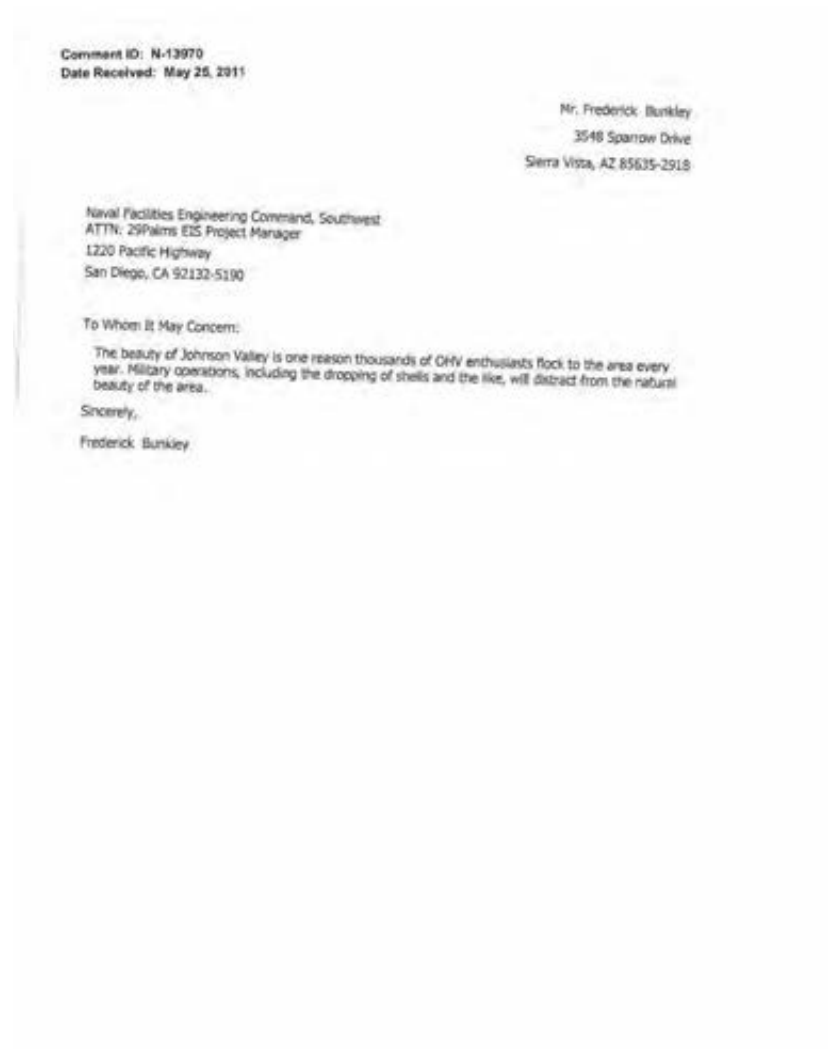 Comment ID: N-13970
Date Received: May 25, 2011
Mr. Frederick Bunkley
3548 Sparrow Drive
Sierra Vista, AZ 85635-2918
Naval Facilities Engineering Command, Southwest
ATTN: 29Palms EIS Project Manager
1220 Pacific Highway
San Diego, CA 92132-5190
To Whom It May Concern:
The beauty of Johnson Valley is one reason thousands of OHV enthusiasts flock to the area every
year. Military operations, including the dropping of shells and the like, will distract from the natural
beauty of the area.
Sincerely,
Frederick Bunkley